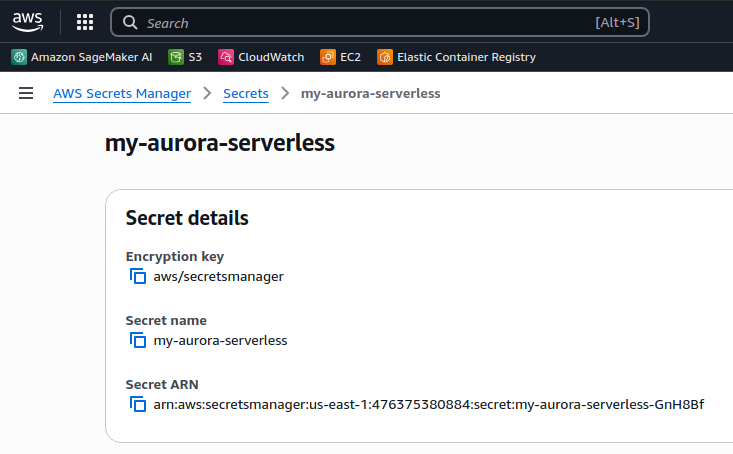 aws Search [Alt+S]
Amazon SageMaker AI S3 CloudWatch EC2 Elastic Container Registry
AWS Secrets Manager > Secrets > my-aurora-serverless
my-aurora-serverless
Secret details
Encryption key
aws/secretsmanager
Secret name
my-aurora-serverless
Secret ARN
arn:aws:secretsmanager:us-east-1:476375380884:secret:my-aurora-serverless-GnH8Bf